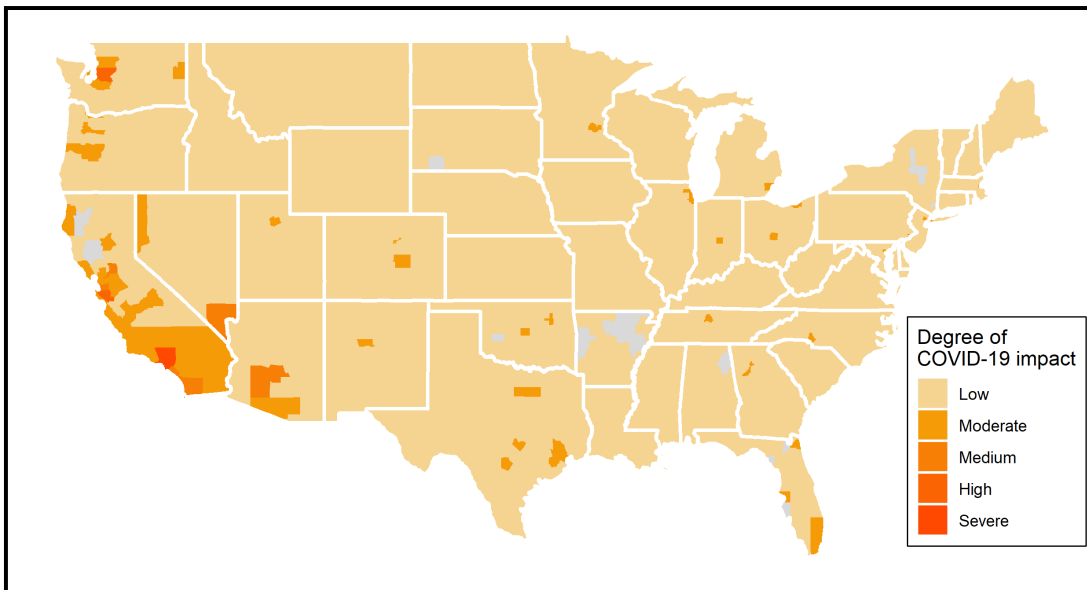 Degree of
COVID-19 impact
Low
Moderate
Medium
High
Severe